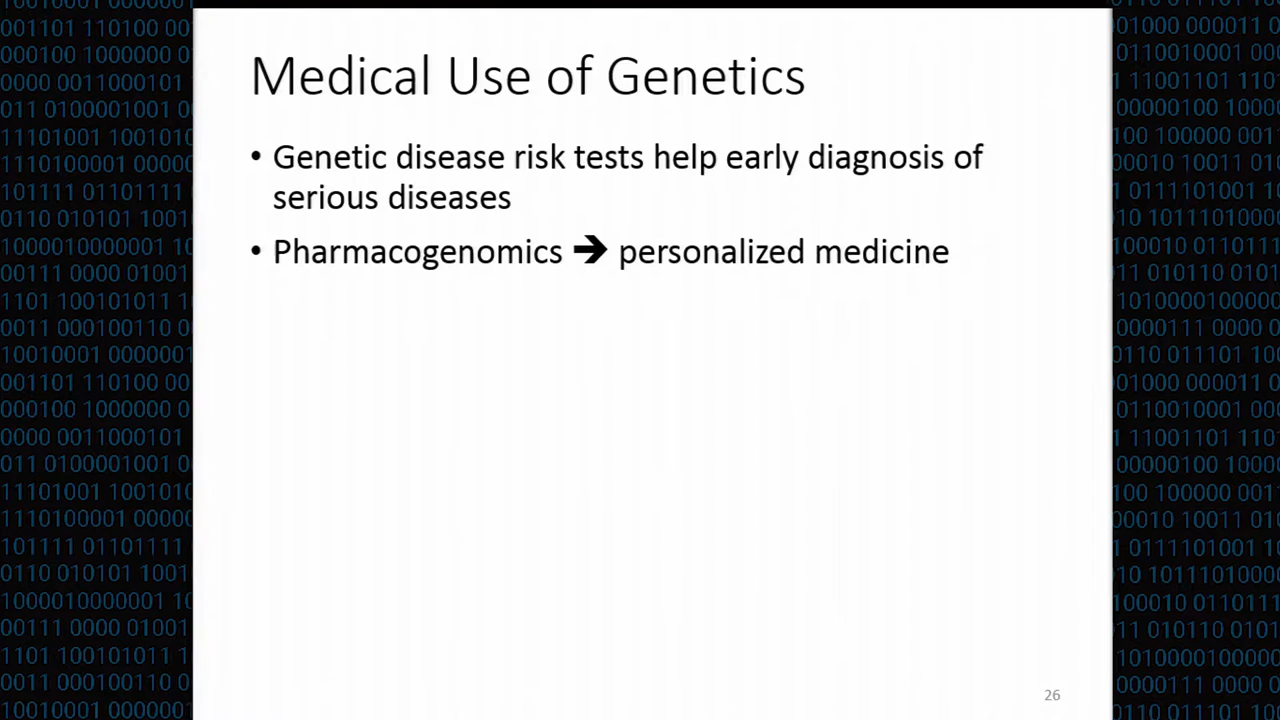 Medical Use of Genetics
• Genetic disease risk tests help early diagnosis of
serious diseases
• Pharmacogenomics ➔ personalized medicine
26